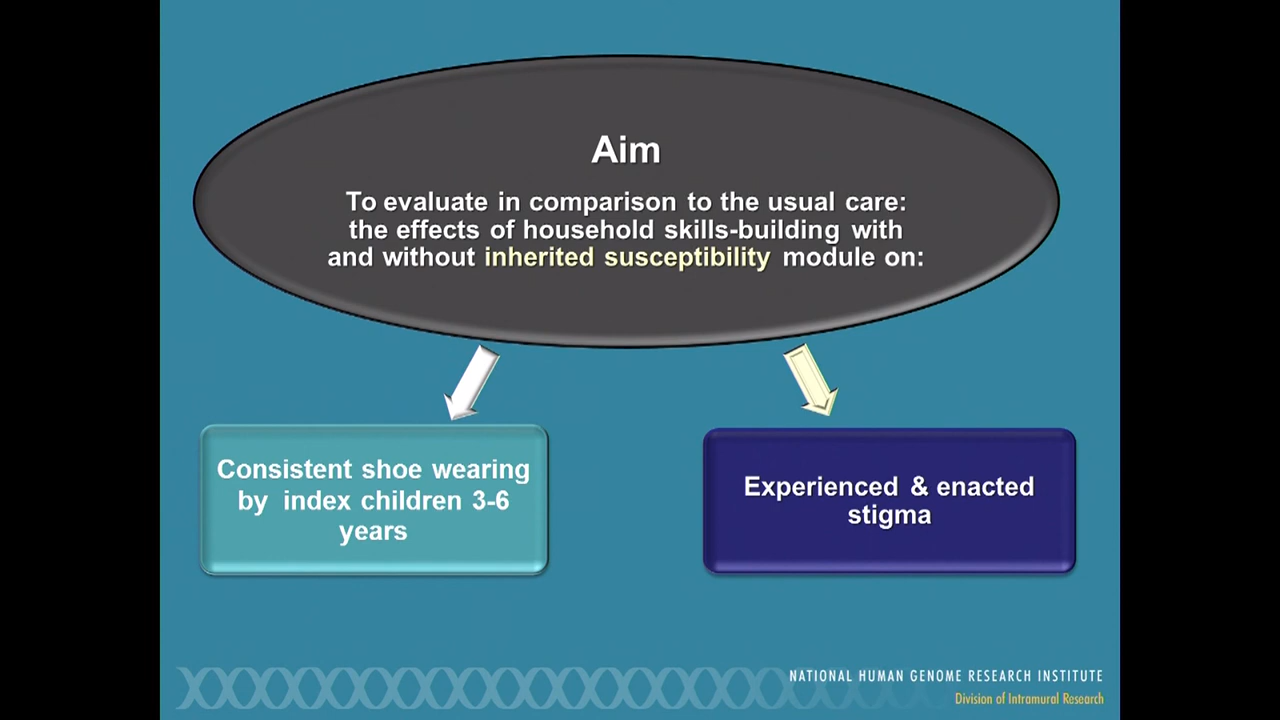 Aim
To evaluate in comparison to the usual care:
the effects of household skills-building with
and without inherited susceptibility module on:
Consistent shoe wearing
by index children 3-6
years
Experienced & enacted
stigma
NATIONAL HUMAN GENOME RESEARCH INSTITUTE
Division of Intramural Research